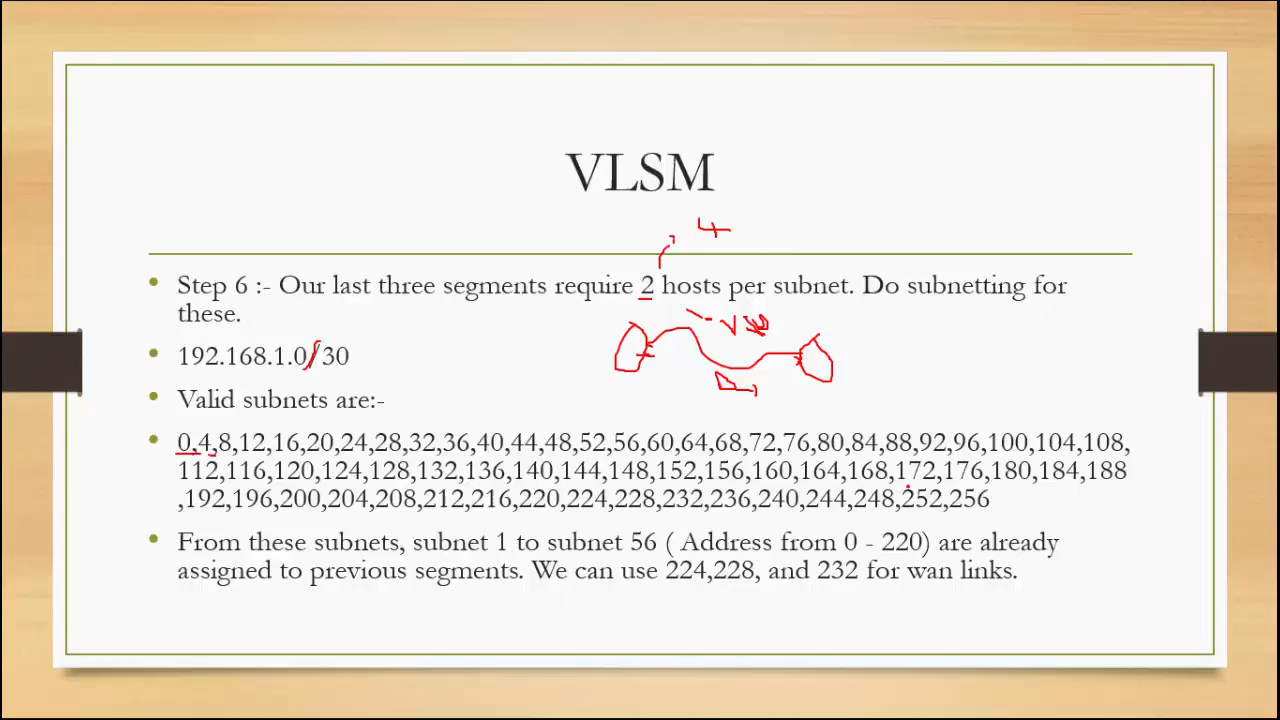 VLSM
4
• Step 6 :- Our last three segments require 2 hosts per subnet. Do subnetting for
these.
• 192.168.1.0/30
• Valid subnets are:-
• 0,4,8,12,16,20,24,28,32,36,40,44,48,52,56,60,64,68,72,76,80,84,88,92,96,100,104,108,
112,116,120,124,128,132,136,140,144,148,152,156,160,164,168,172,176,180,184,188
,192,196,200,204,208,212,216,220,224,228,232,236,240,244,248,252,256
• From these subnets, subnet 1 to subnet 56 ( Address from 0 - 220) are already
assigned to previous segments. We can use 224,228, and 232 for wan links.